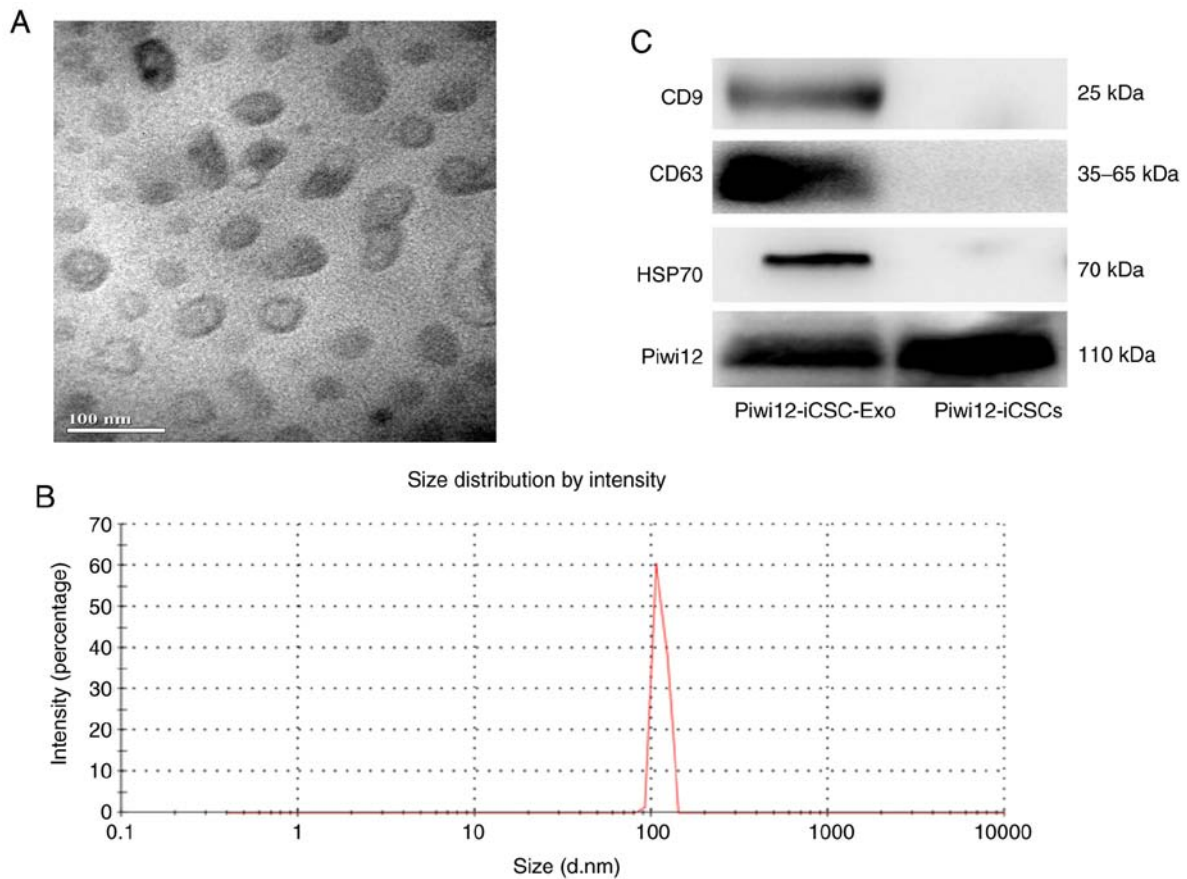 A
100 nm
C
CD9
25 kDa
CD63
35–65 kDa
HSP70
70 kDa
Piwi12
110 kDa
Piwi12-iCSC-Exo
Piwi12-iCSCs
B
Size distribution by intensity
Intensity (percentage)
70
60
50
40
30
20
10
0
0.1
1
10
100
1000
10000
Size (d.nm)